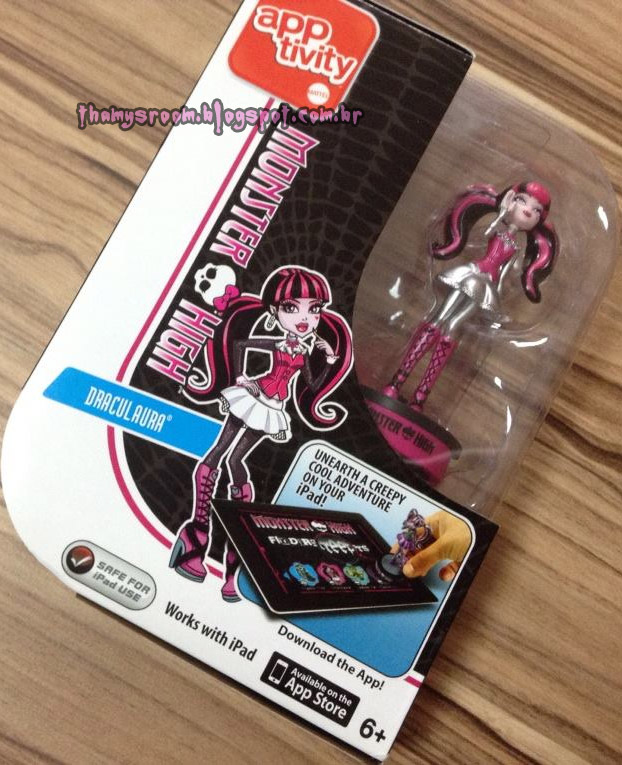 app
tivity
MATTEL
thamysroom.blogspot.com.br
MONSTER HIGH
DRACULAURA®
MONSTER HIGH
UNEARTH A CREEPY
COOL ADVENTURE
ON YOUR
iPad!
MONSTER HIGH
SAFE FOR
iPad USE
Works with iPad
Download the App!
Available on the
App Store
6+